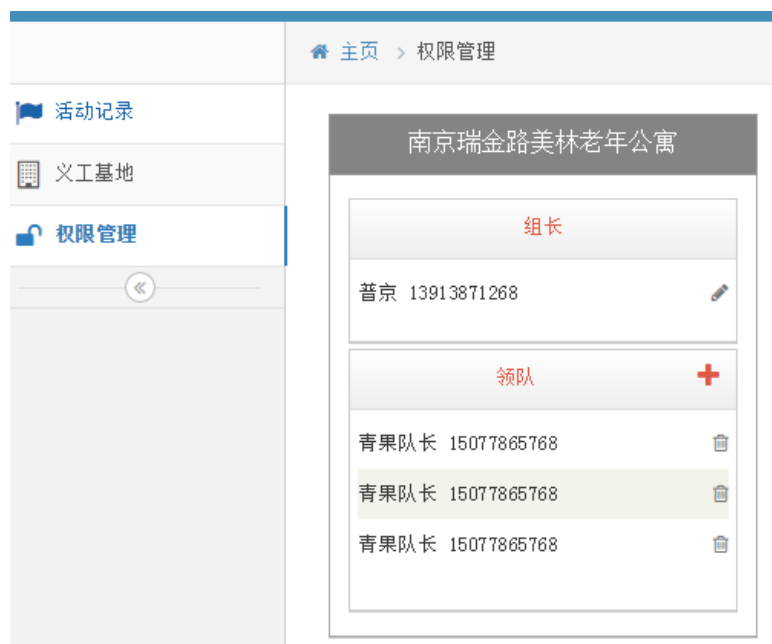 主页 > 权限管理
活动记录
义工基地
权限管理
南京瑞金路美林老年公寓
组长
普京 13913871268
领队
青果队长 15077865768
青果队长 15077865768
青果队长 15077865768